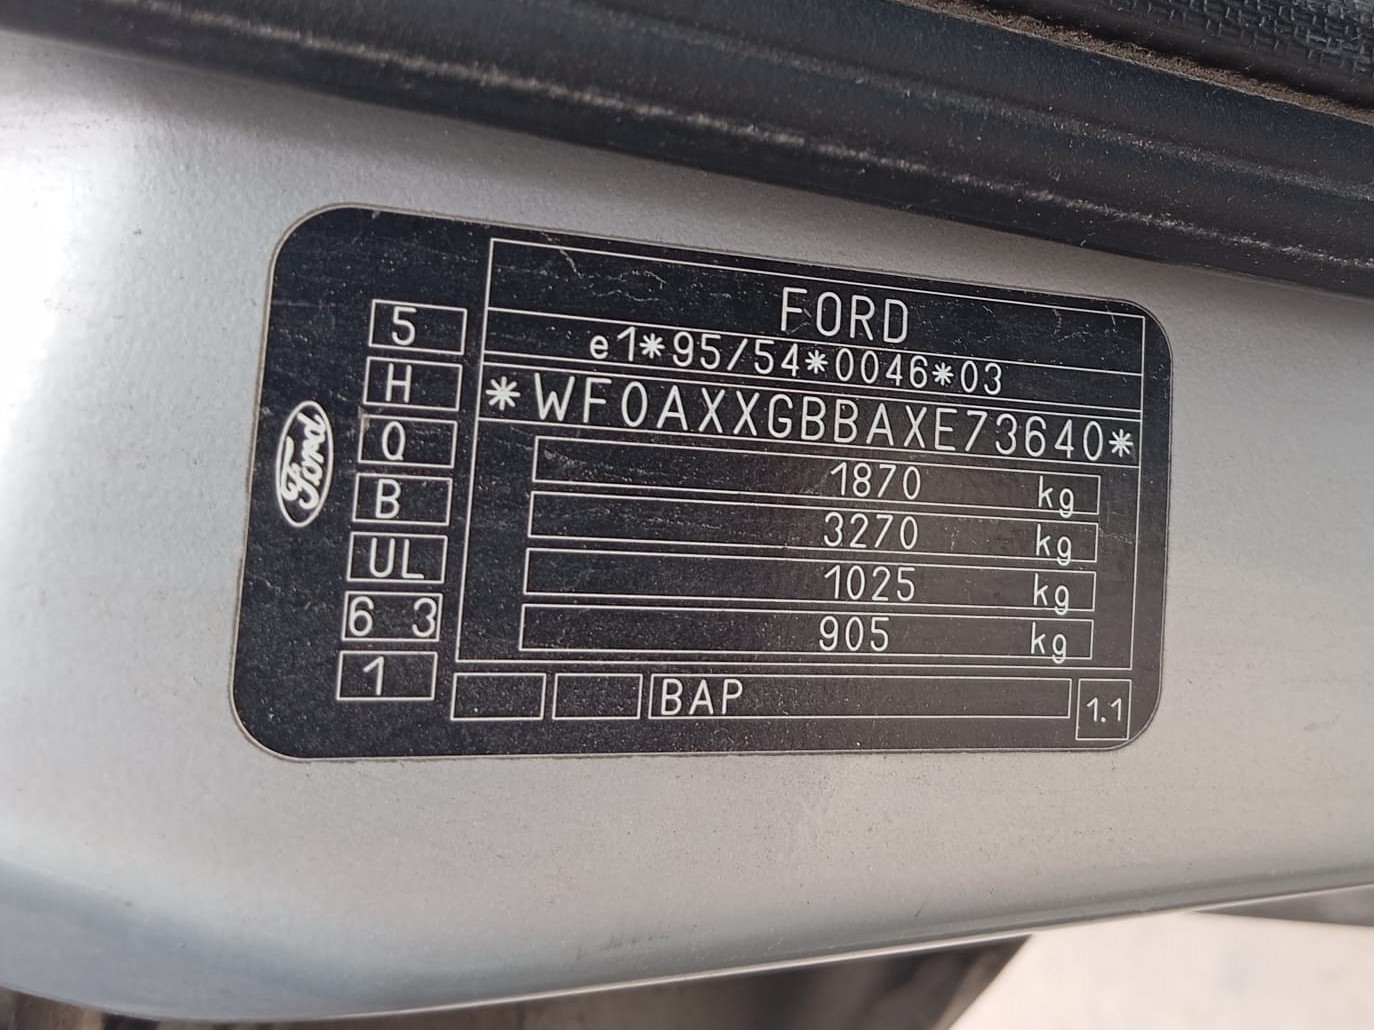 FORD
e1*95/54*0046*03
*WF0AXXGBBAXE73640*
1870 kg
3270 kg
1025 kg
905 kg
BAP
1.1
5
H
Q
B
UL
6 3
1
Ford